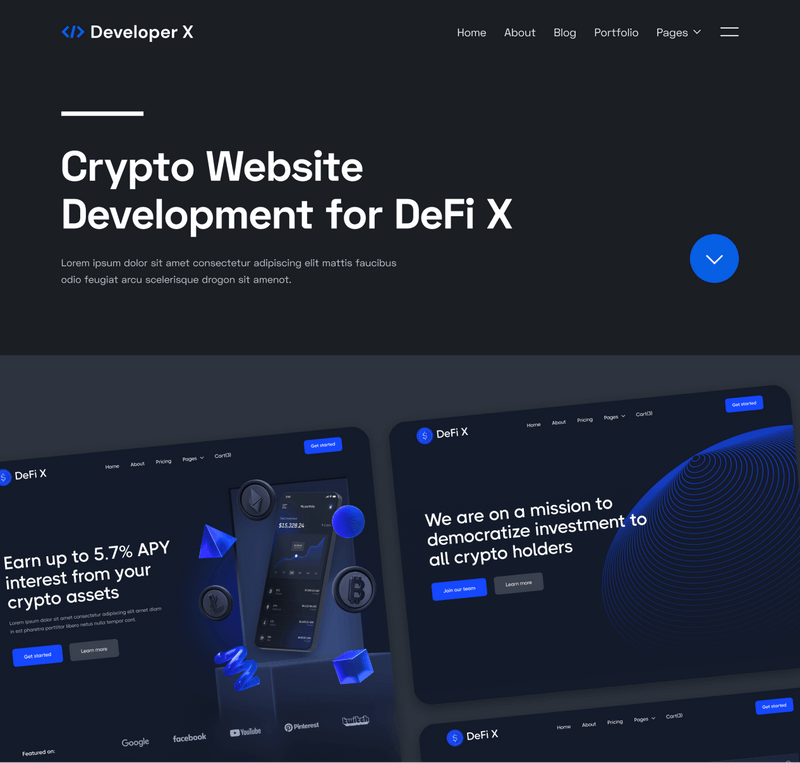 </> Developer X
Home About Blog Portfolio Pages
Crypto Website
Development for DeFi X
Lorem ipsum dolor sit amet consectetur adipiscing elit mattis faucibus
odio feugiat arcu scelerisque drogon sit amenot.
DeFi X
Home About Pricing Pages Cart(3)
Get started
Earn up to 5.7% APY
interest from your
crypto assets
Lorem ipsum dolor sit amet consectetur adipiscing slit amet diam
in est pharetra porttitor libero netus nulla tempor cont.
Get started
Learn more
$15,328.24
Featured on:
Google
facebook
YouTube
Pinterest
twitch
DeFi X
Home About Pricing Pages Cart(3)
Get started
We are on a mission to
democratize investment to
all crypto holders
Join our team
Learn more
DeFi X
Home About Pricing Pages Cart(3)
Get started